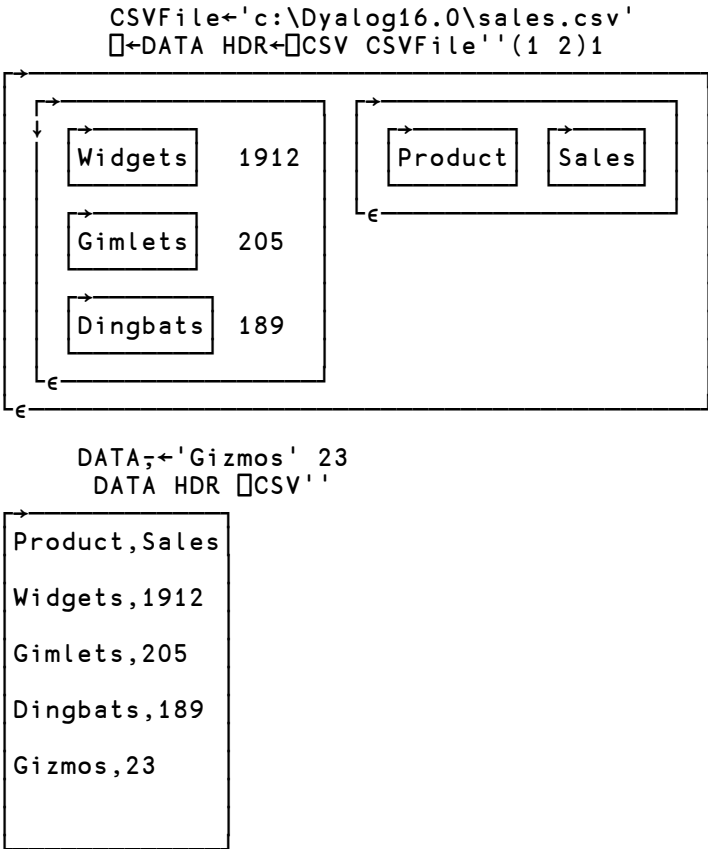 CSVFile←'c:\Dyalog16.0\sales.csv'
⎕←DATA HDR←⎕CSV CSVFile''(1 2)1
Widgets 1912 Product Sales
Gimlets 205
Dingbats 189
DATA⍪←'Gizmos' 23
DATA HDR ⎕CSV''
Product,Sales
Widgets,1912
Gimlets,205
Dingbats,189
Gizmos,23